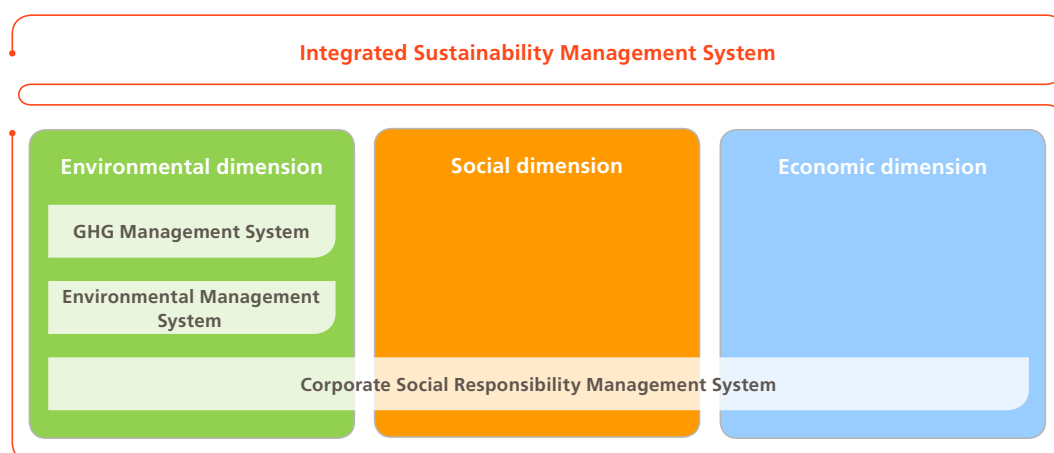 Integrated Sustainability Management System
Environmental dimension
Social dimension
Economic dimension
GHG Management System
Environmental Management
System
Corporate Social Responsibility Management System